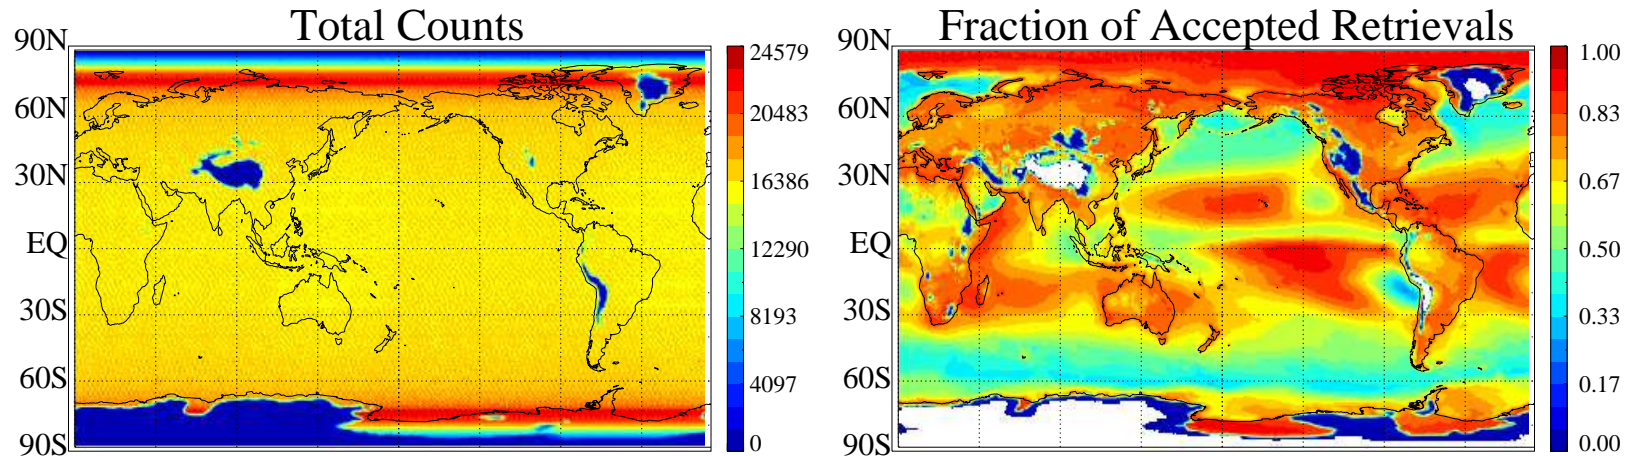 Total Counts
90N
60N
30N
EQ
30S
60S
90S
24579
20483
16386
12290
8193
4097
0
Fraction of Accepted Retrievals
90N
60N
30N
EQ
30S
60S
90S
1.00
0.83
0.67
0.50
0.33
0.17
0.00